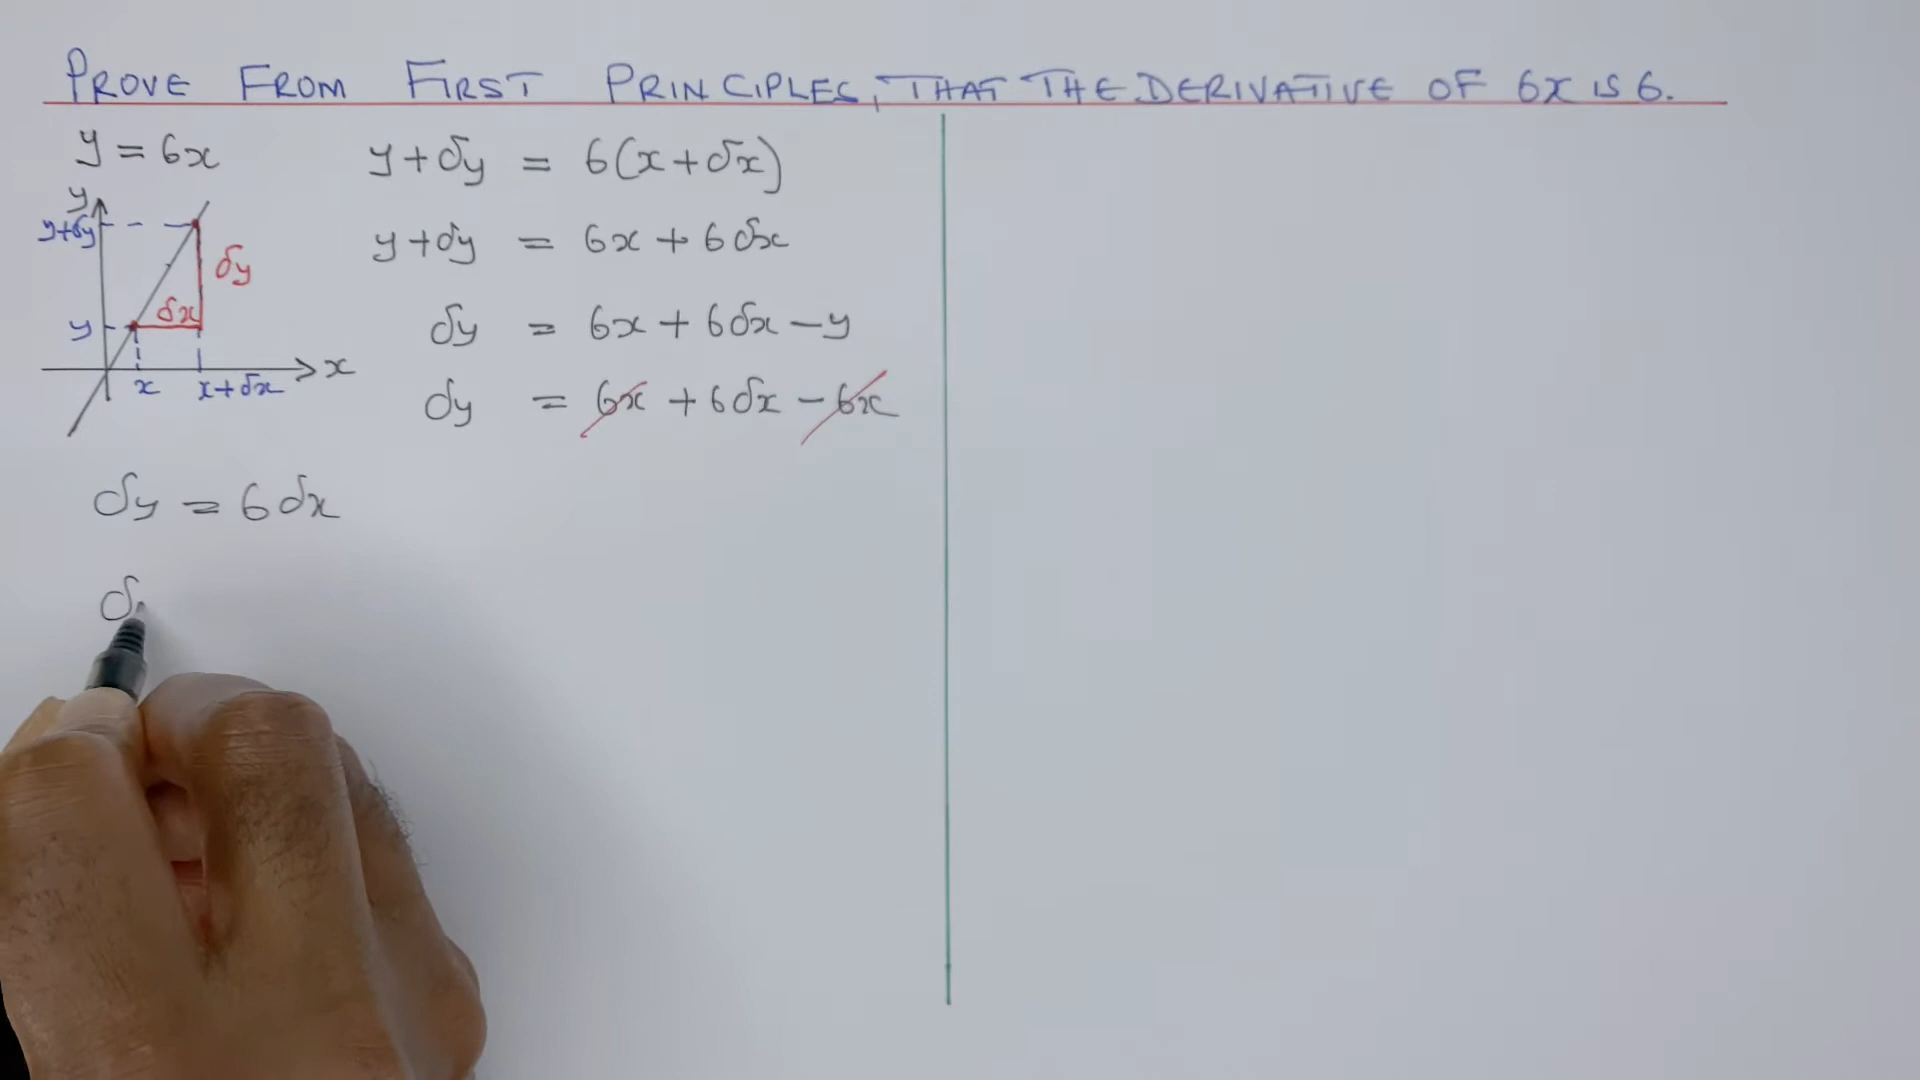 PROVE FROM FIRST PRINCIPLES, THAT THE DERIVATIVE OF 6x IS 6.
y = 6x
y
y+δy
δy
δx
y
x
x
x+δx
y+δy = 6(x+δx)
y+δy = 6x+6δx
δy = 6x+6δx-y
δy = 6x+6δx-6x
δy = 6δx
δ